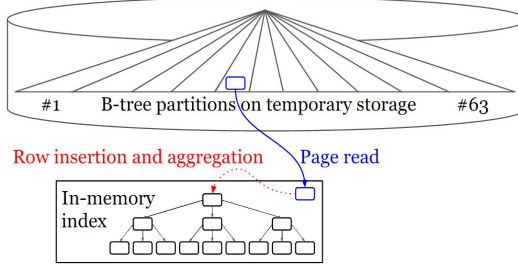 #1 B-tree partitions on temporary storage #63
Row insertion and aggregation Page read
In-memory
index